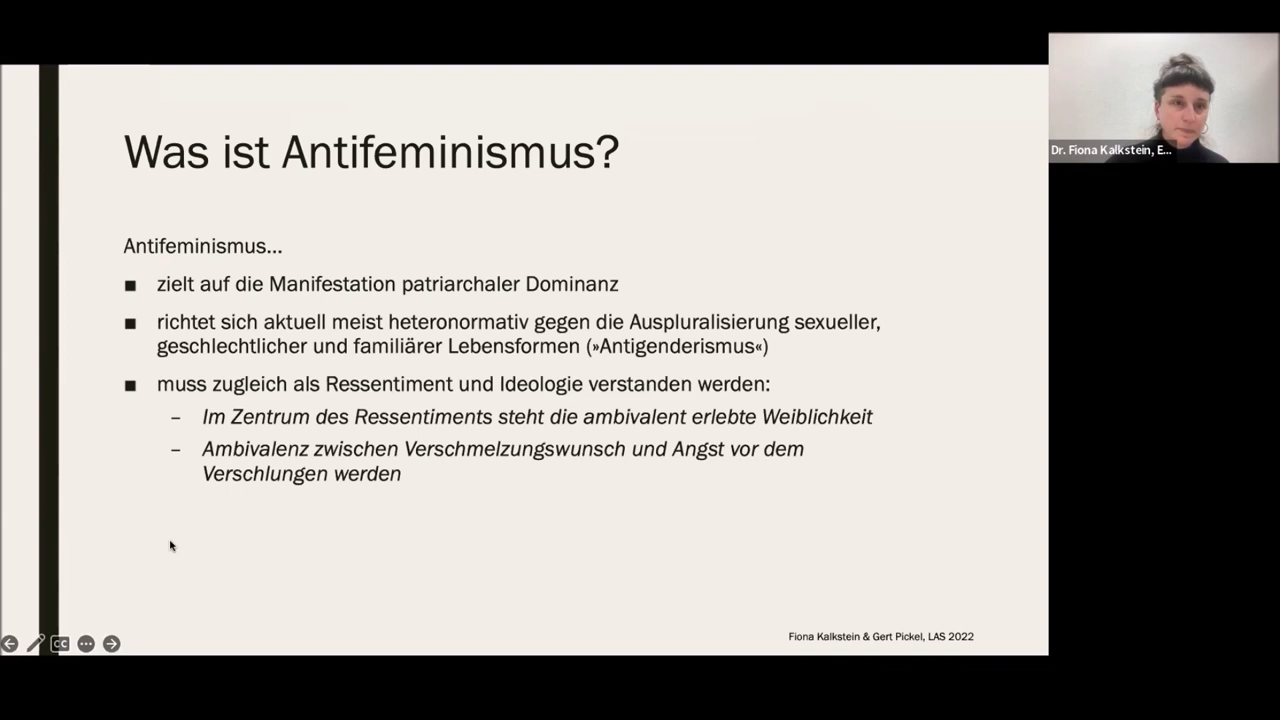 Was ist Antifeminismus?
Antifeminismus...
■ zielt auf die Manifestation patriarchaler Dominanz
■ richtet sich aktuell meist heteronormativ gegen die Auspluralisierung sexueller,
geschlechtlicher und familiärer Lebensformen (»Antigenderismus«)
■ muss zugleich als Ressentiment und Ideologie verstanden werden:
– Im Zentrum des Ressentiments steht die ambivalent erlebte Weiblichkeit
– Ambivalenz zwischen Verschmelzungswunsch und Angst vor dem
Verschlungen werden
Fiona Kalkstein & Gert Pickel, LAS 2022
CC
Dr. Fiona Kalkstein, E...